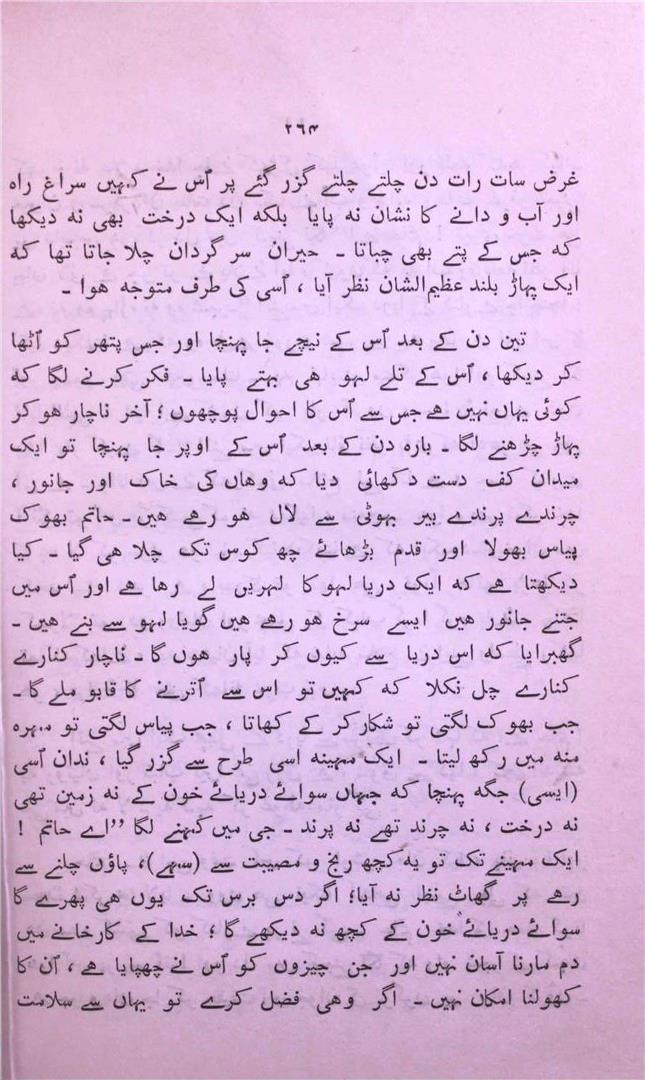 ۲۶۴
غرض سات رات دن چلتے چلتے گزر گئے پر اُس نے کہیں سراغ راہ
اور آب و دانے کا نشان نہ پایا بلکہ ایک درخت بھی نہ دیکھا
کہ جس کے پتے بھی چباتا ۔ حیران سر گردان چلا جاتا تھا کہ
ایک پہاڑ بلند عظیم الشان نظر آیا ، اُسی کی طرف متوجہ ہوا ۔
تین دن کے بعد اُس کے نیچے جا پہنچا اور جس پتھر کو اُٹھا
کر دیکھا ، اُس کے تلے لہو ہی بہتے پایا ۔ فکر کرنے لگا کہ
کوئی یہاں نہیں ہے جس سے اُس کا احوال پوچھوں ؛ آخر ناچار ہو کر
پہاڑ چڑھنے لگا ۔ بارہ دن کے بعد اُس کے اوپر جا پہنچا تو ایک
میدان کف دست دکھائی دیا کہ وہاں کی خاک اور جانور ،
چرندے پرندے بیر بہوٹی سے لال ہو رہے ہیں ۔ حاتم بھوک
پیاس بھولا اور قدم بڑھائے چھ کوس تک چلا ہی گیا ۔ کیا
دیکھتا ہے کہ ایک دریا لہو کا لہریں لے رہا ہے اور اُس میں
جتنے جانور ہیں ایسے سرخ ہو رہے ہیں گویا لہو سے بنے ہیں ۔
گھبرایا کہ اس دریا سے کیوں کر پار ہوں گا ۔ ناچار کنارے
کنارے چل نکلا کہ کہیں تو اس سے اُترنے کا قابو ملے گا ۔
جب بھوک لگتی تو شکار کر کے کھاتا ، جب پیاس لگتی تو مہرہ
منہ میں رکھ لیتا ۔ ایک مہینہ اسی طرح سے گزر گیا ، ندان اُسی
(ایسی) جگہ پہنچا کہ جہاں سوائے دریائے خون کے نہ زمین تھی
نہ درخت ، نہ چرند تھے نہ پرند ۔ جی میں کہنے لگا ”اے حاتم !
ایک مہینے تک تو یہ کچھ رنج و مصیبت سے (سہے) ، پاؤں چلنے سے
رہے پر گھاٹ نظر نہ آیا ؛ اگر دس برس تک یوں ہی پھرے گا
سوائے دریائے خون کے کچھ نہ دیکھے گا ؛ خدا کے کارخانے میں
دم مارنا آسان نہیں اور جن چیزوں کو اُس نے چھپایا ہے ، اُن کا
کھولنا امکان نہیں ۔ اگر وہی فضل کرے تو یہاں سے سلامت